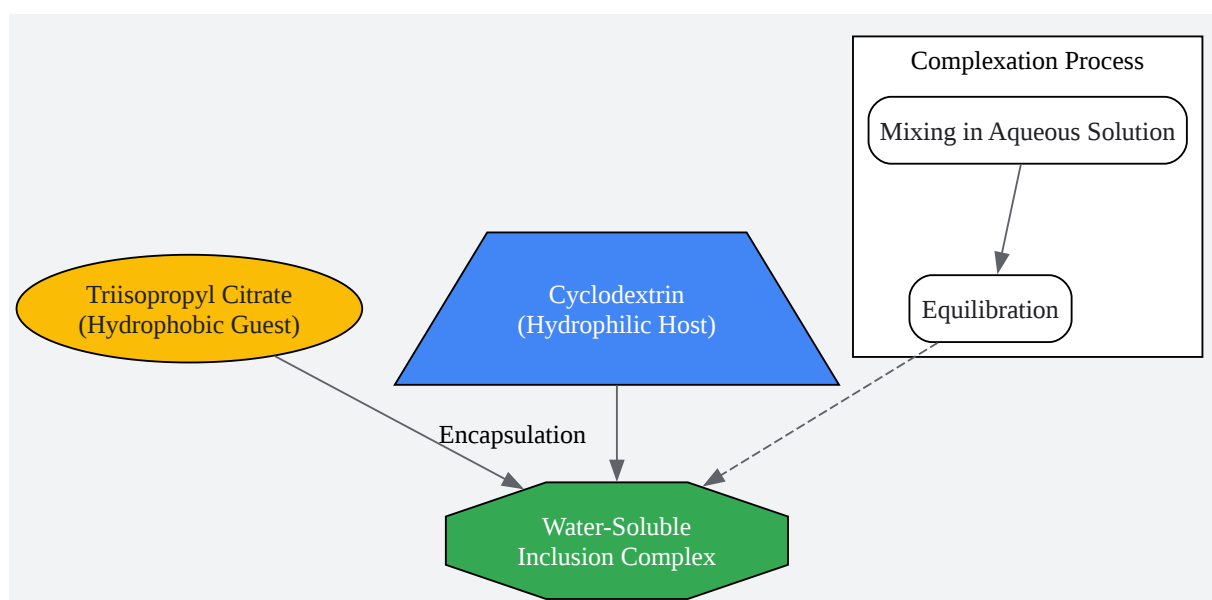 Complexation Process
Mixing in Aqueous Solution
Triisopropyl Citrate
(Hydrophobic Guest)
Cyclodextrin
(Hydrophilic Host)
Equilibration
Encapsulation
Water-Soluble
Inclusion Complex